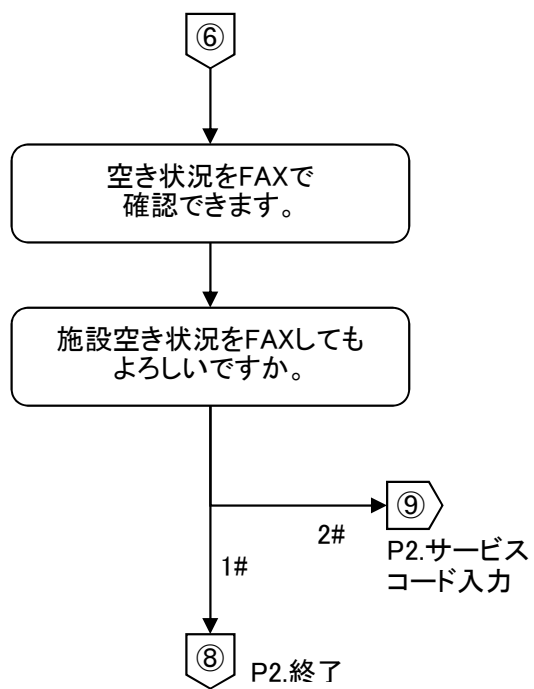 ⑥
空き状況をFAXで
確認できます。
施設空き状況をFAXしても
よろしいですか。
⑨
2#
P2.サービス
コード入力
1#
⑧
P2.終了